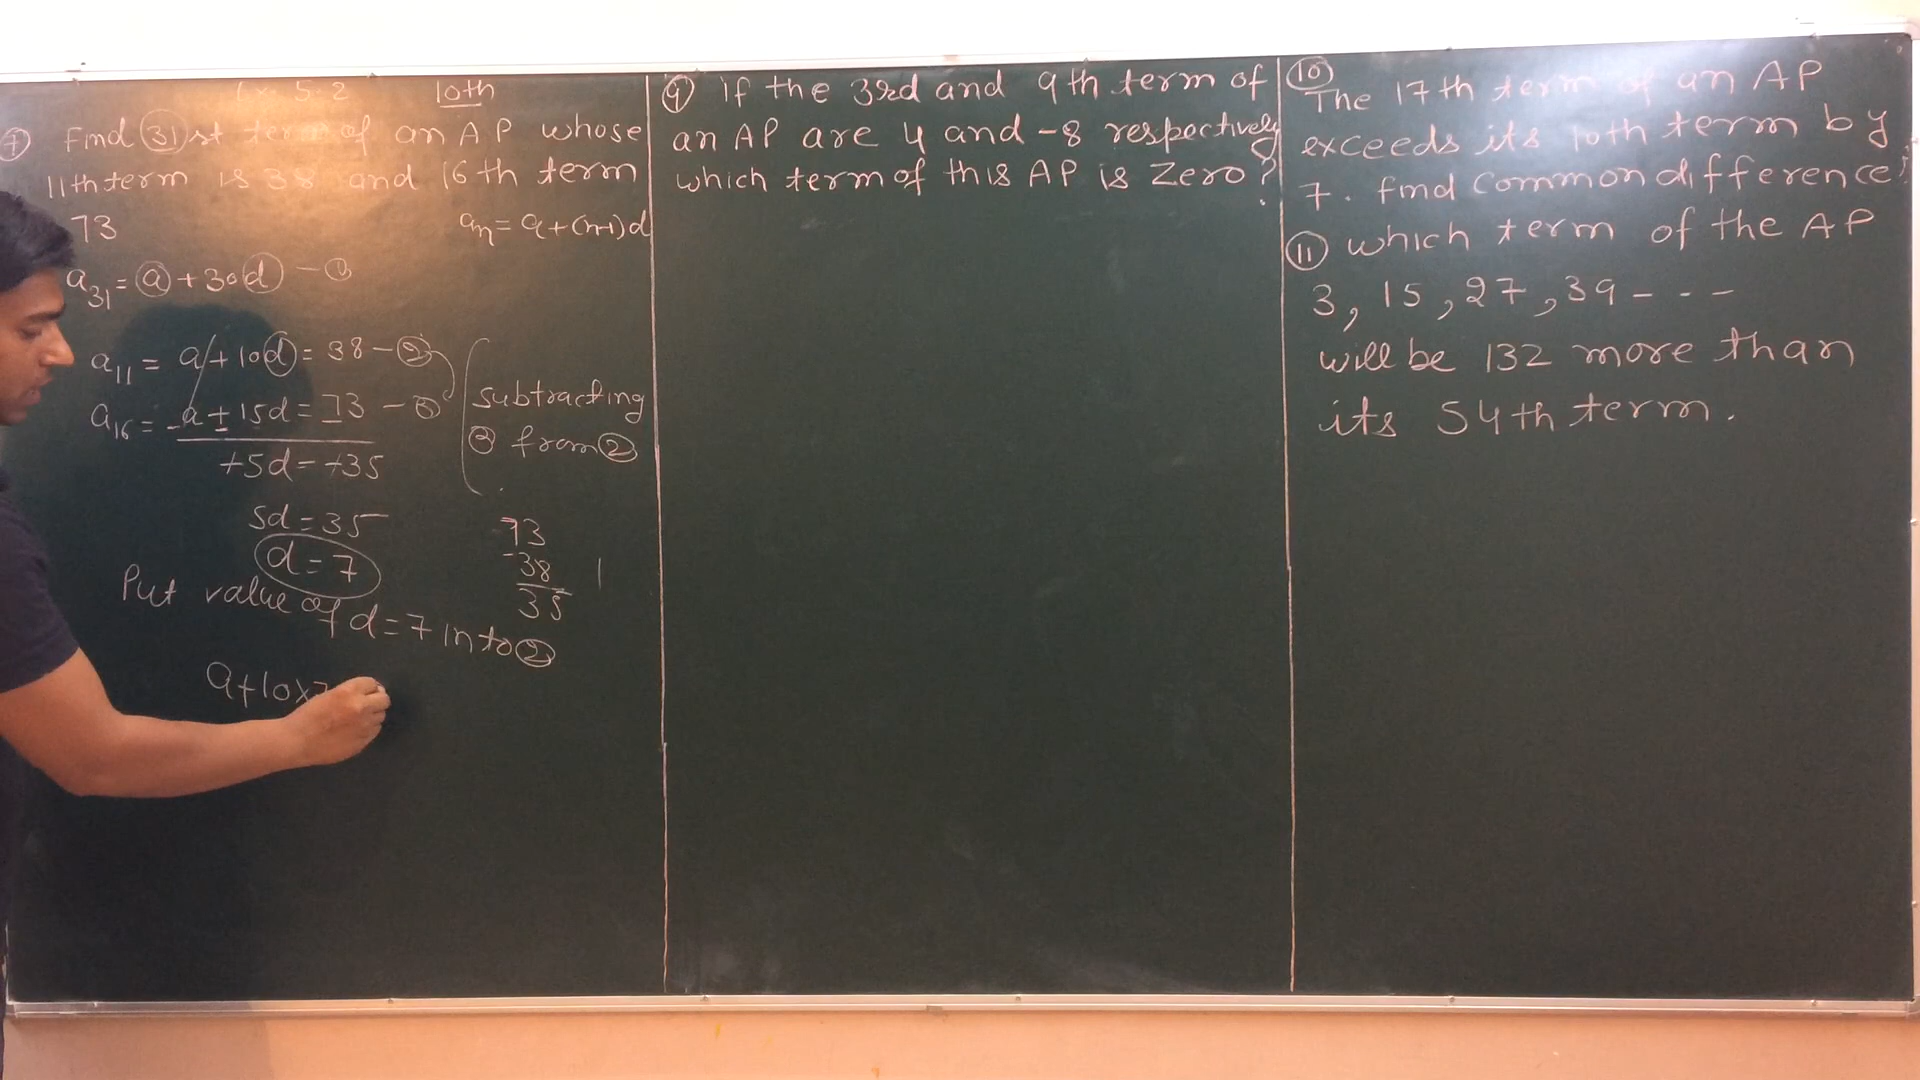 Ex. 5.2 10th
7 Find 31st term of an AP whose
11th term is 38 and 16th term
73
an = a+(n-1)d
a31 = a + 30d - 1
a11 = a + 10d = 38 - 2
a16 = -a ± 15d = 73 - 3
+5d = +35
subtracting
3 from 2
5d = 35
d = 7
73
-38
35
Put value of d = 7 into 2
a+10×7
9 if the 3rd and 9th term of
an AP are 4 and -8 respectively
which term of this AP is Zero?
10
The 17th term of an AP
exceeds its 10th term by
7. find Common difference?
11 which term of the AP
3, 15, 27, 39 - - -
will be 132 more than
its 54th term.